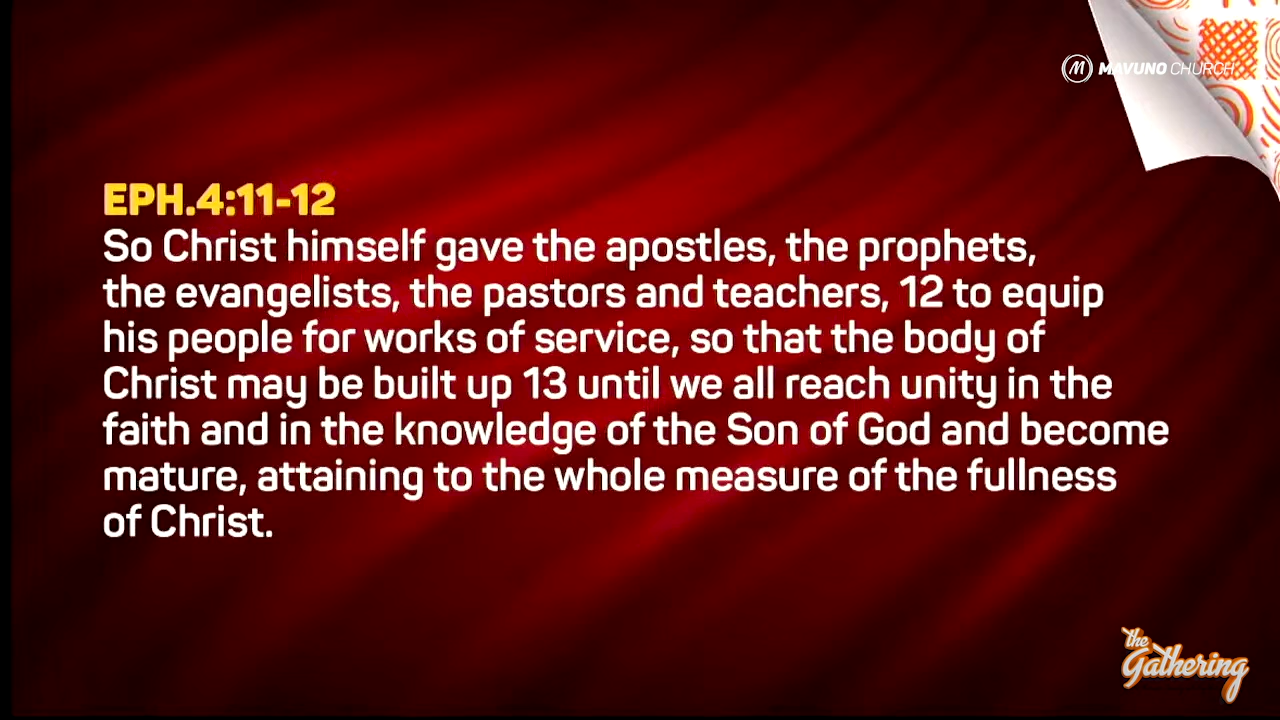 MAVUNO CHURCH
EPH.4:11-12
So Christ himself gave the apostles, the prophets,
the evangelists, the pastors and teachers, 12 to equip
his people for works of service, so that the body of
Christ may be built up 13 until we all reach unity in the
faith and in the knowledge of the Son of God and become
mature, attaining to the whole measure of the fullness
of Christ.
the
Gathering